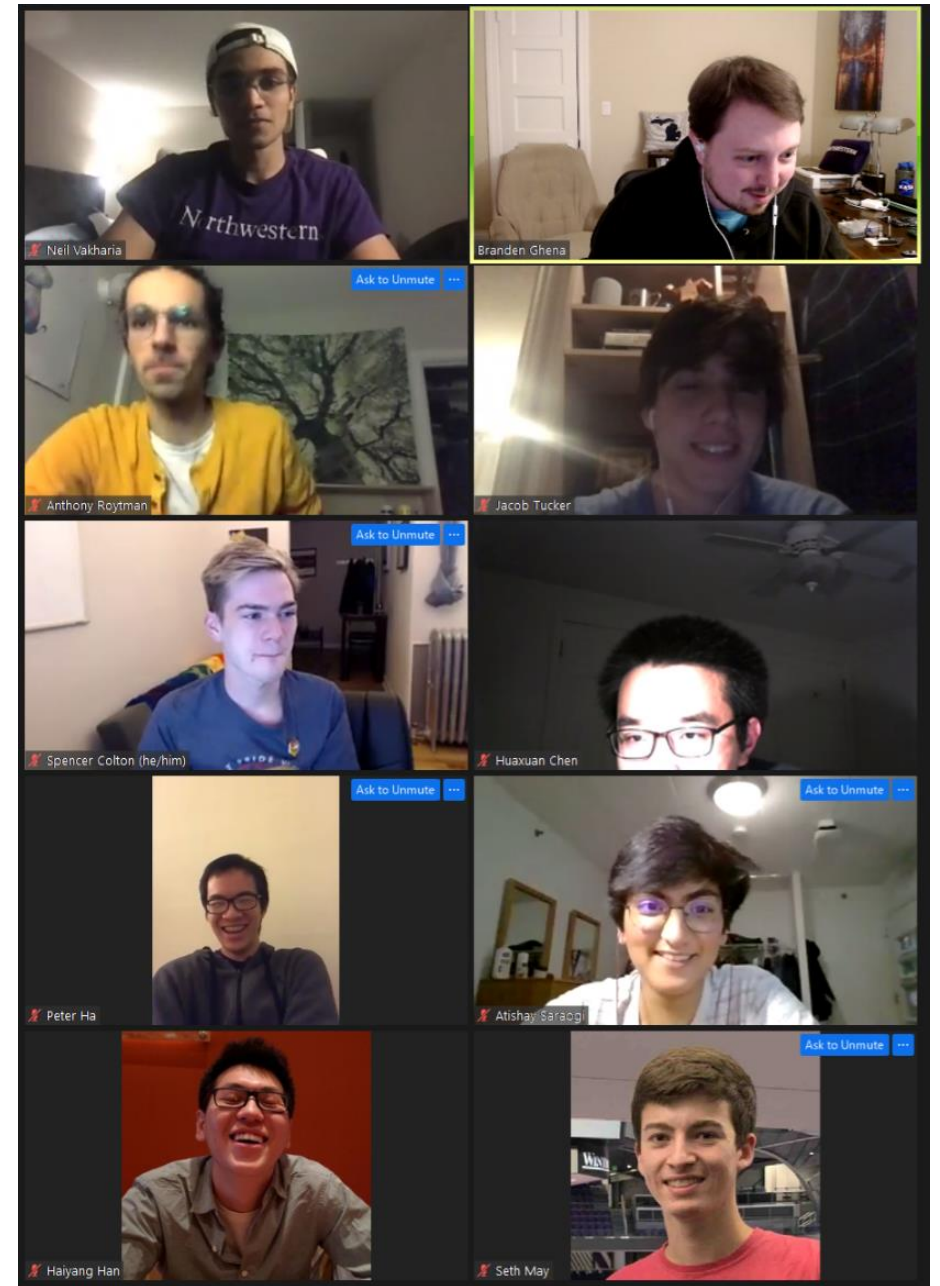 Northwestern
Neil Vakharia
Branden Ghena
Ask to Unmute ...
Anthony Roytman
Jacob Tucker
Ask to Unmute ...
Spencer Colton (he/him)
Huaxuan Chen
Ask to Unmute ...
Peter Ha
Ask to Unmute ...
Atishay Saraogi
Haiyang Han
Ask to Unmute ...
Seth May